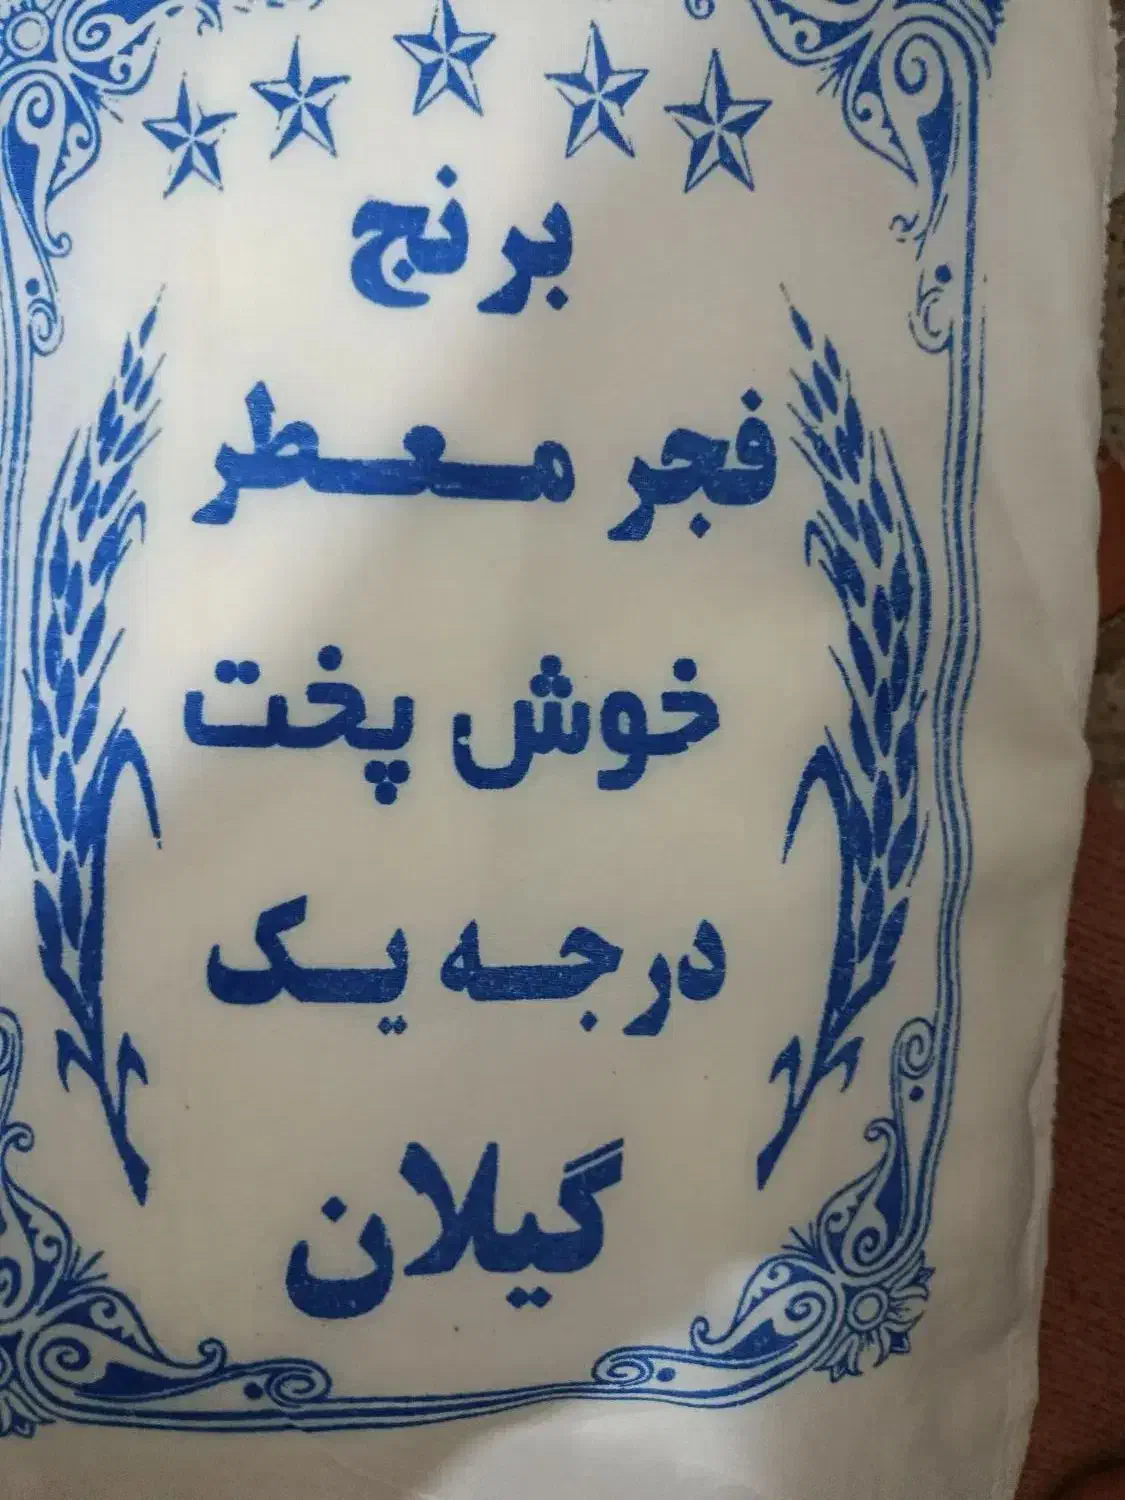 برنج
فجر معطر
خوش پخت
درجه یک
گیلان